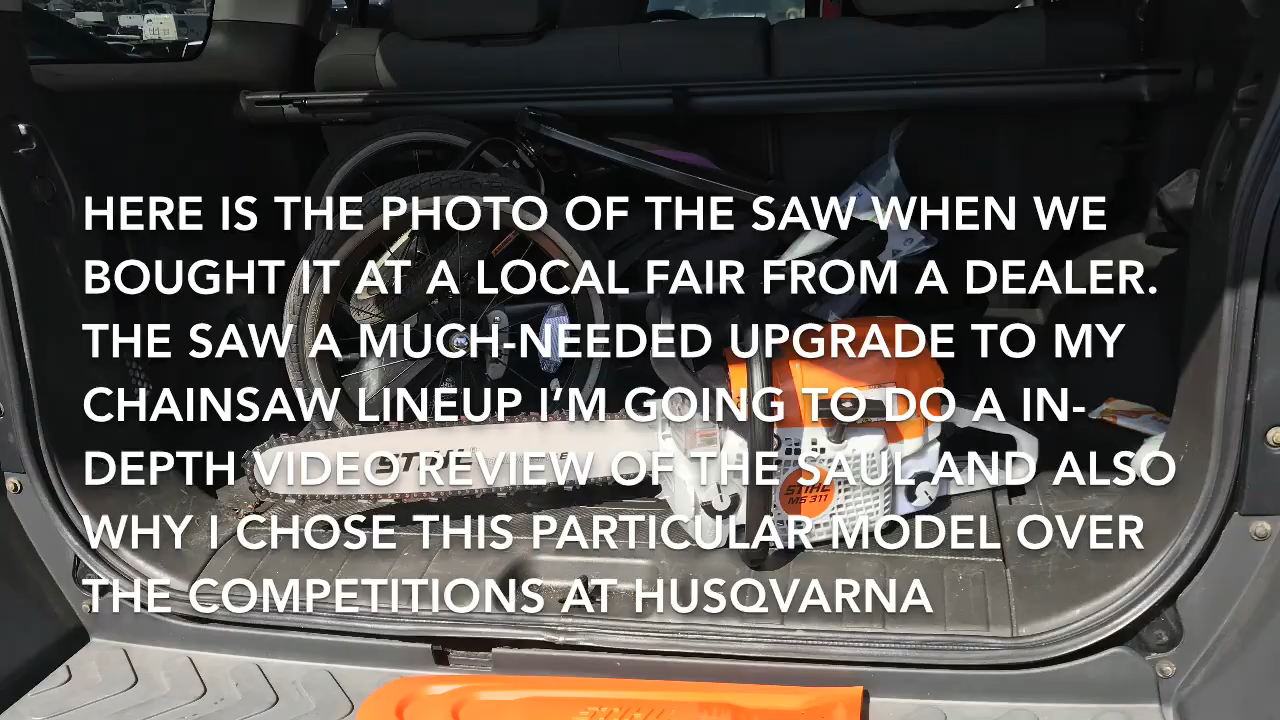 HERE IS THE PHOTO OF THE SAW WHEN WE
BOUGHT IT AT A LOCAL FAIR FROM A DEALER.
THE SAW A MUCH-NEEDED UPGRADE TO MY
CHAINSAW LINEUP I'M GOING TO DO A IN-
DEPTH VIDEO REVIEW OF THE SAUL AND ALSO
WHY I CHOSE THIS PARTICULAR MODEL OVER
THE COMPETITIONS AT HUSQVARNA
STIHL
STIHL
MS 311
STIHL